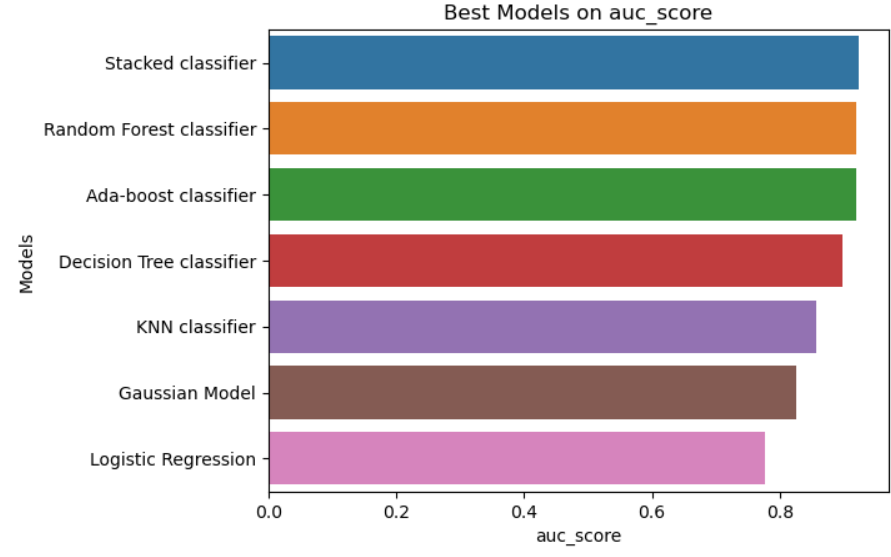 Best Models on auc_score
Models
Stacked classifier
Random Forest classifier
Ada-boost classifier
Decision Tree classifier
KNN classifier
Gaussian Model
Logistic Regression
0.0 0.2 0.4 0.6 0.8
auc_score